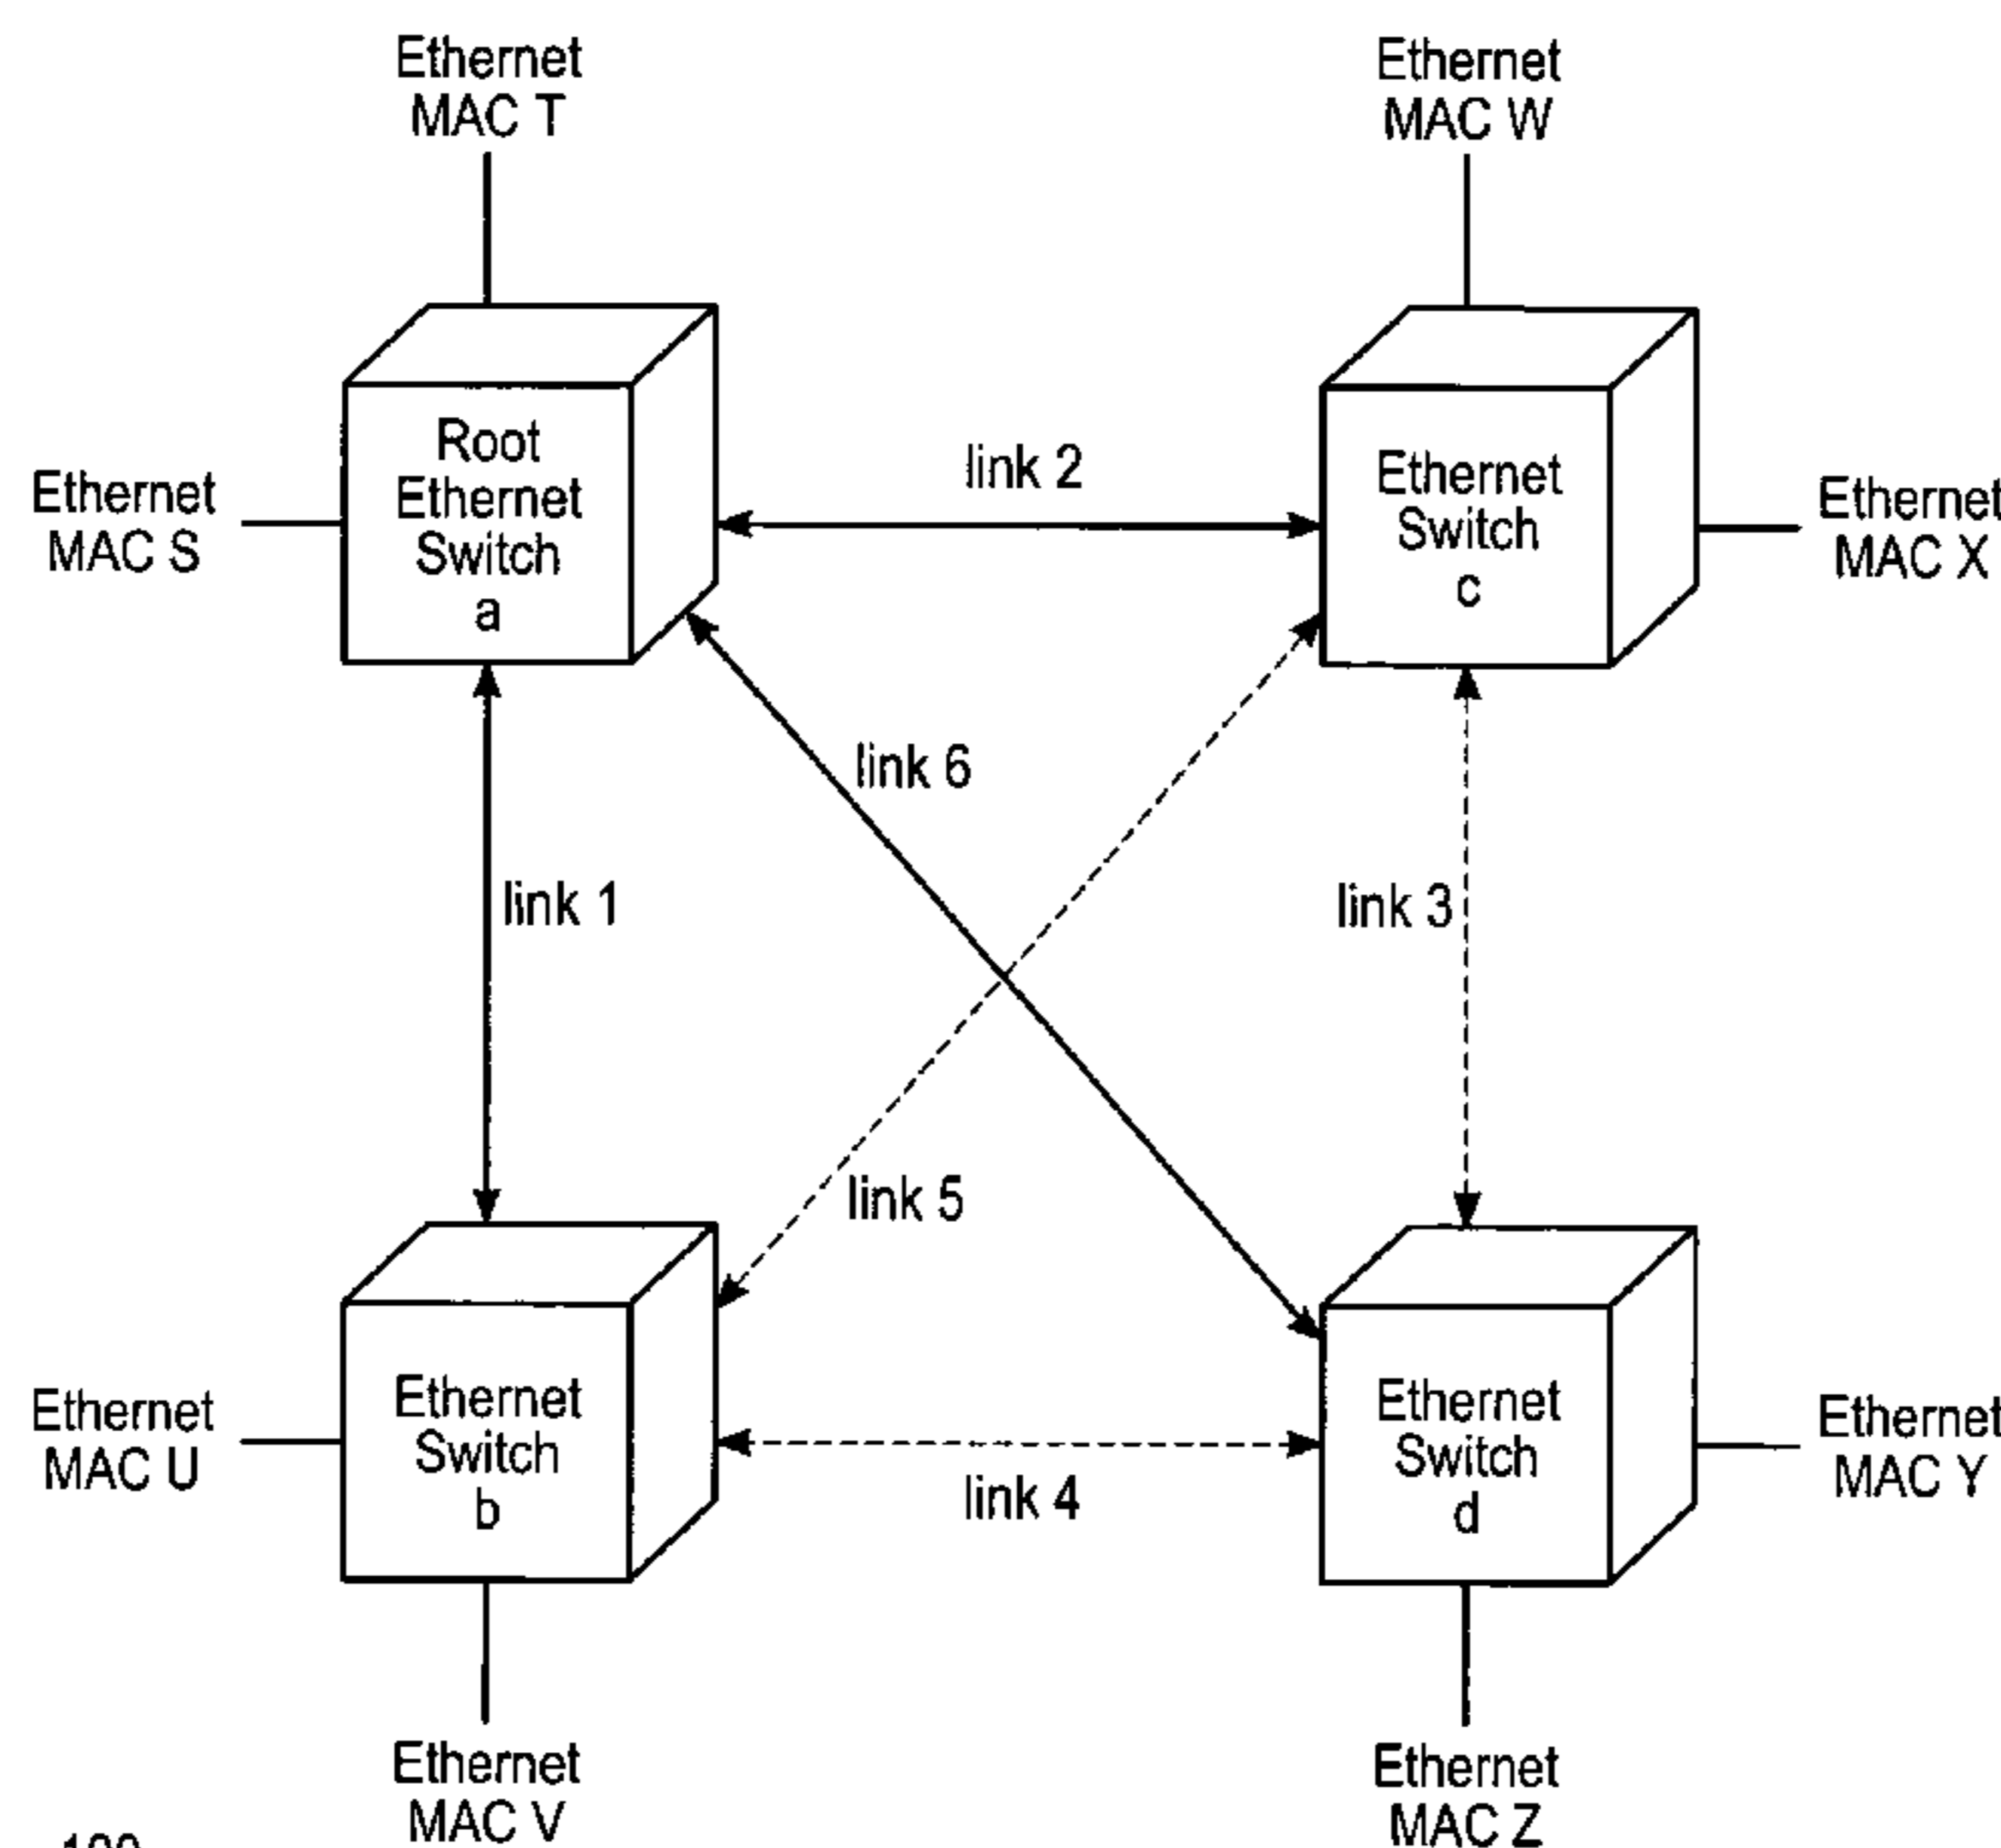 Ethernet
MAC T
Ethernet
MAC W
Root
Ethernet
Switch
a
Ethernet
MAC S
link 2
Ethernet
Switch
c
Ethernet
MAC X
link 6
link 1
link 3
link 5
Ethernet
Switch
b
Ethernet
MAC U
link 4
Ethernet
Switch
d
Ethernet
MAC Y
Ethernet
MAC V
Ethernet
MAC Z